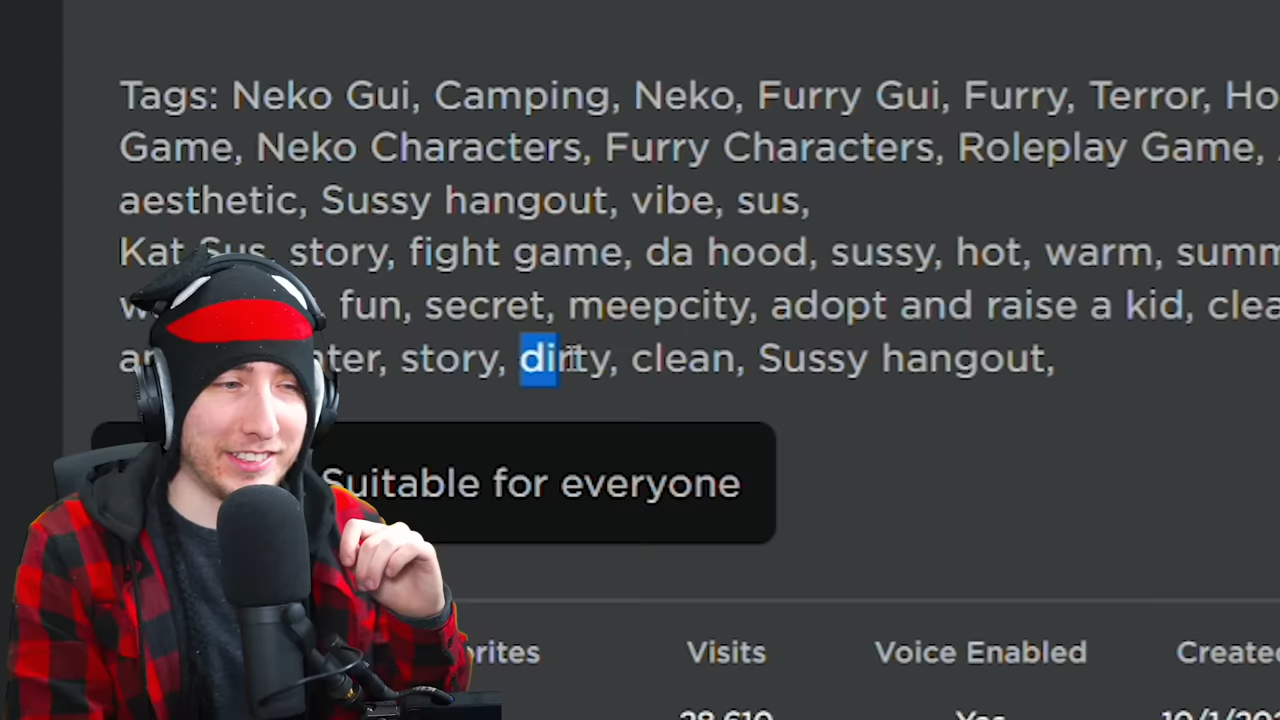 Tags: Neko Gui, Camping, Neko, Furry Gui, Furry, Terror,
Game, Neko Characters, Furry Characters, Roleplay Game,
aesthetic, Sussy hangout, vibe, sus,
Kat Sus, story, fight game, da hood, sussy, hot, warm,
fun, secret, meepcity, adopt and raise a kid,
story, dirty, clean, Sussy hangout,
Suitable for everyone
Visits Voice Enabled